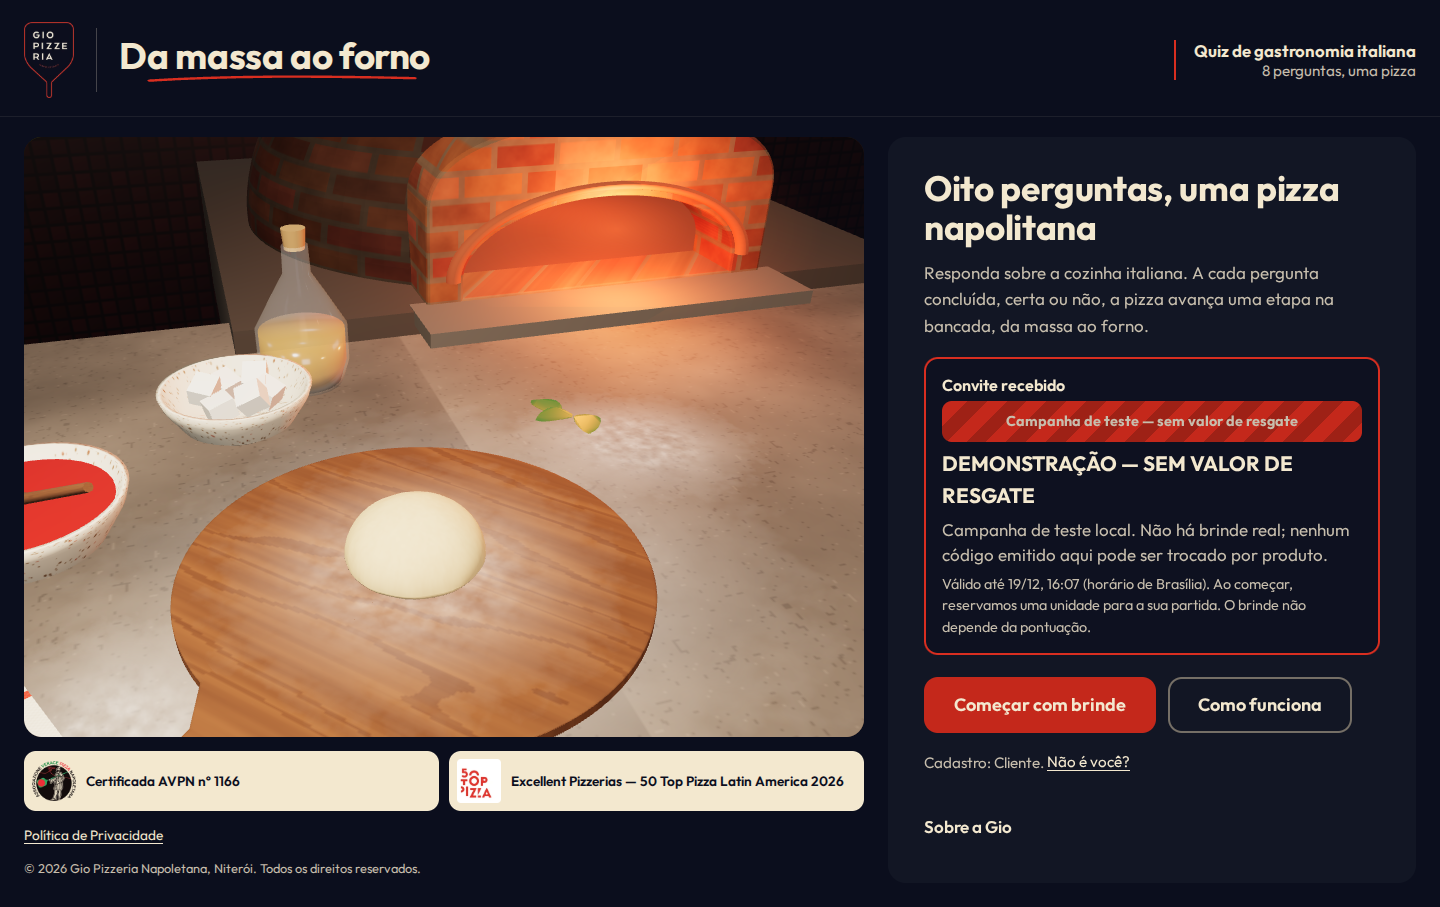 GIO
PIZZE
RIA
Da massa ao forno
Quiz de gastronomia italiana
8 perguntas, uma pizza
Oito perguntas, uma pizza
napolitana
Responda sobre a cozinha italiana. A cada pergunta
concluída, certa ou não, a pizza avança uma etapa na
bancada, da massa ao forno.
Convite recebido
Campanha de teste — sem valor de resgate
DEMONSTRAÇÃO — SEM VALOR DE
RESGATE
Campanha de teste local. Não há brinde real; nenhum
código emitido aqui pode ser trocado por produto.
Válido até 19/12, 16:07 (horário de Brasília). Ao começar,
reservamos uma unidade para a sua partida. O brinde não
depende da pontuação.
Começar com brinde
Como funciona
Cadastro: Cliente. Não é você?
Sobre a Gio
Certificada AVPN nº 1166
50
TOP
PIZZA
Excellent Pizzerias — 50 Top Pizza Latin America 2026
Política de Privacidade
© 2026 Gio Pizzeria Napoletana, Niterói. Todos os direitos reservados.